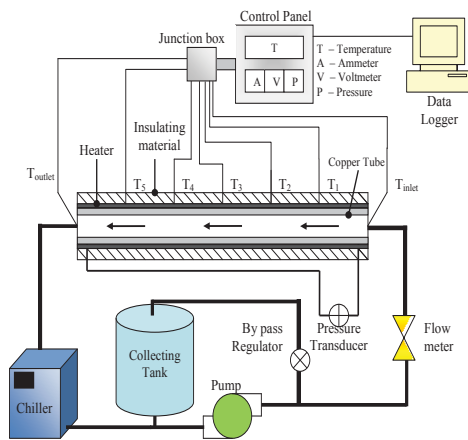 Control Panel
Junction box
T
A V P
T – Temperature
A – Ammeter
V – Voltmeter
P – Pressure
Data
Logger
Insulating
material
Heater
Copper Tube
Toutlet
T5
T4
T3
T2
T1
Tinlet
By pass
Regulator
Pressure
Transducer
Flow
meter
Collecting
Tank
Pump
Chiller